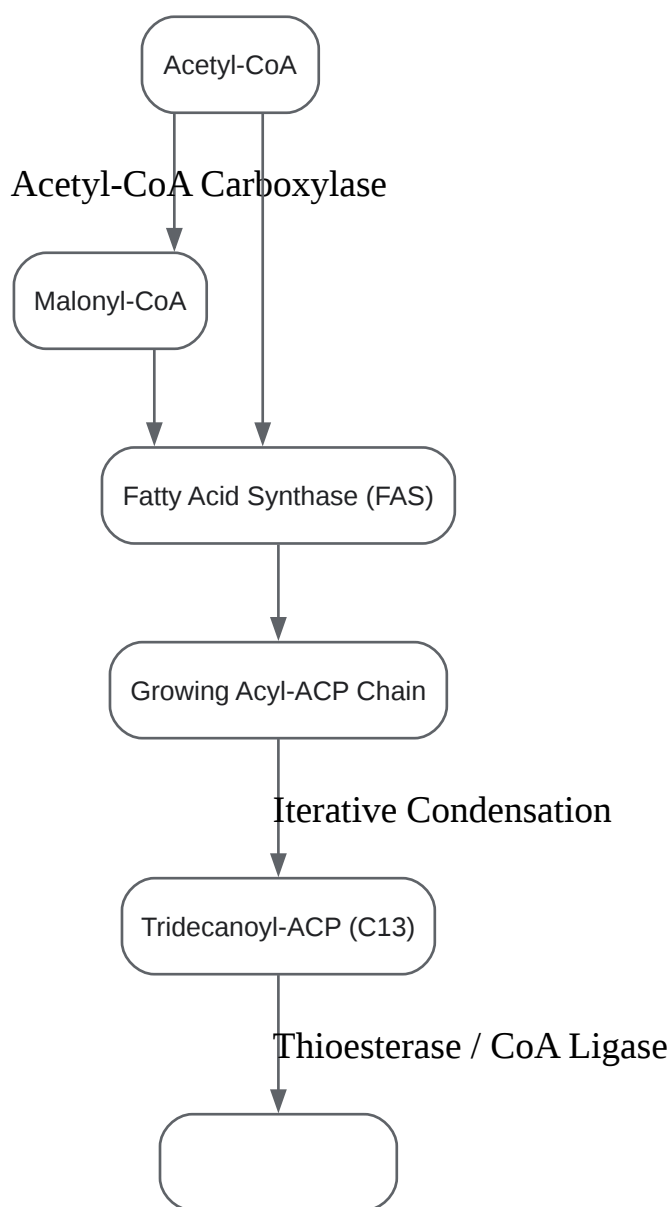 Acetyl-CoA
Acetyl-CoA Carboxylase
Malonyl-CoA
Fatty Acid Synthase (FAS)
Growing Acyl-ACP Chain
Iterative Condensation
Tridecanoyl-ACP (C13)
Thioesterase / CoA Ligase